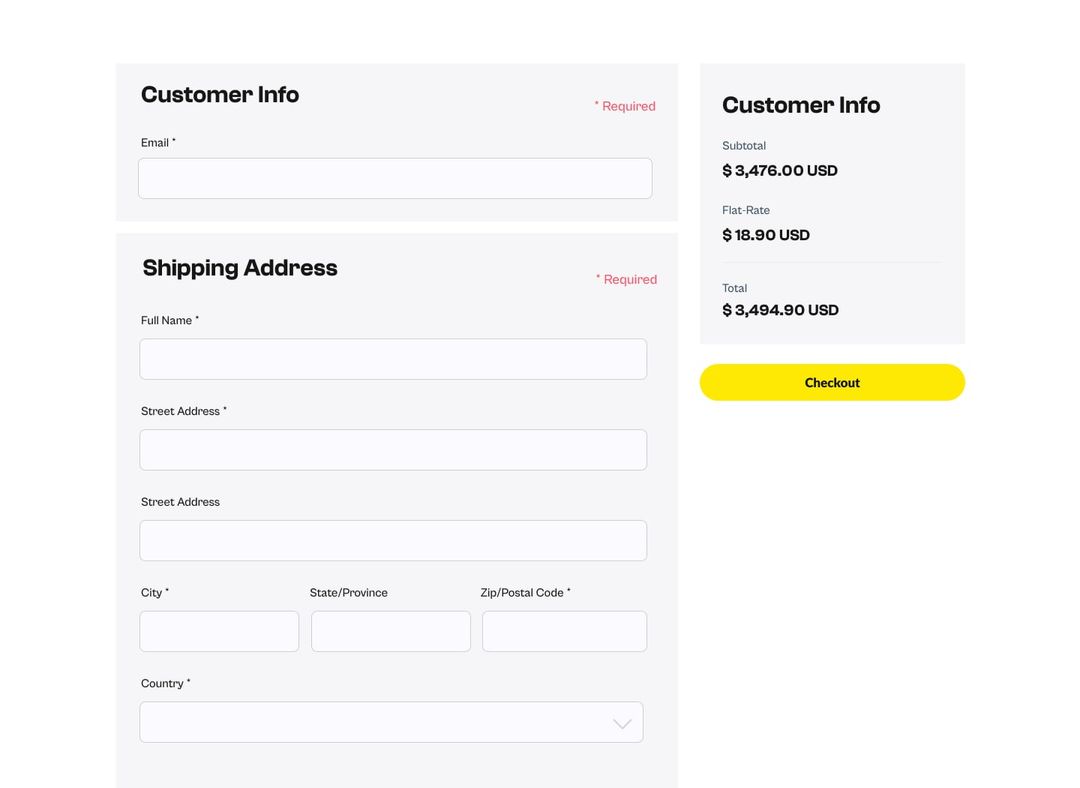 Customer Info
* Required
Email *
Shipping Address
* Required
Full Name *
Street Address *
Street Address
City * State/Province Zip/Postal Code *
Country *
Customer Info
Subtotal
$ 3,476.00 USD
Flat-Rate
$ 18.90 USD
Total
$ 3,494.90 USD
Checkout